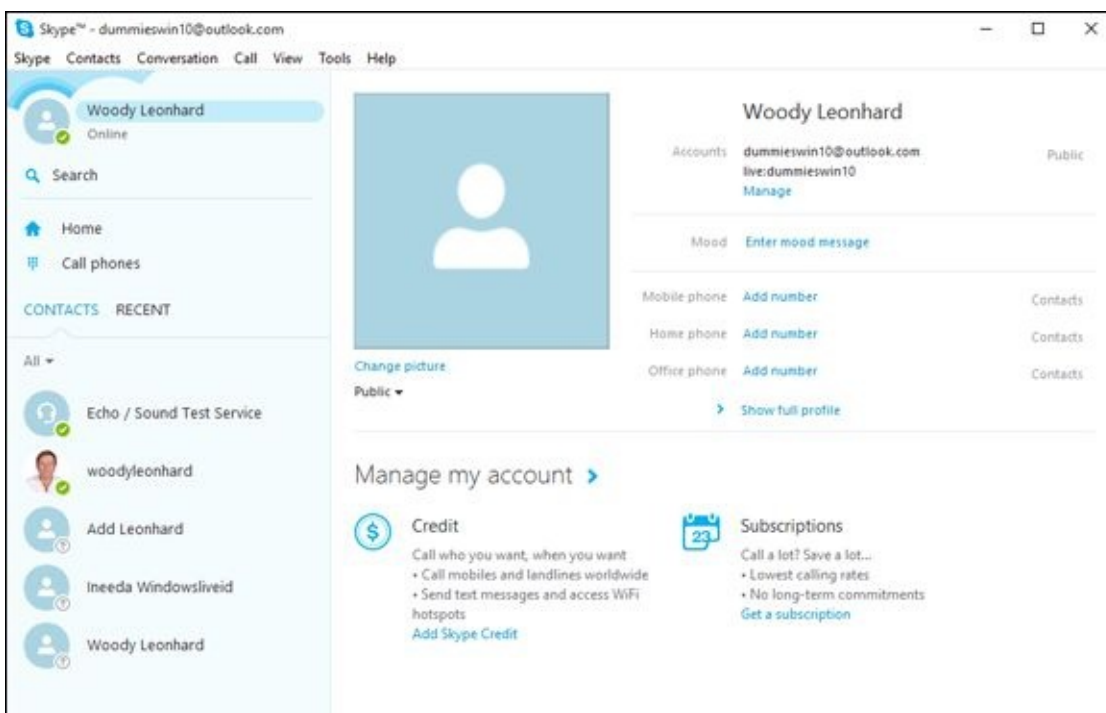 Skype™ - dummieswin10@outlook.com
Skype Contacts Conversation Call View Tools Help
Woody Leonhard
Online
Search
Home
Call phones
CONTACTS RECENT
All
Echo / Sound Test Service
woodyleonhard
Add Leonhard
Ineeda Windowsliveid
Woody Leonhard
Change picture
Public
Woody Leonhard
Accounts dummieswin10@outlook.com Public
live:dummieswin10
Manage
Mood Enter mood message
Mobile phone Add number Contacts
Home phone Add number Contacts
Office phone Add number Contacts
Show full profile
Manage my account
$
Credit
Call who you want, when you want
• Call mobiles and landlines worldwide
• Send text messages and access WiFi
hotspots
Add Skype Credit
23
Subscriptions
Call a lot? Save a lot...
• Lowest calling rates
• No long-term commitments
Get a subscription